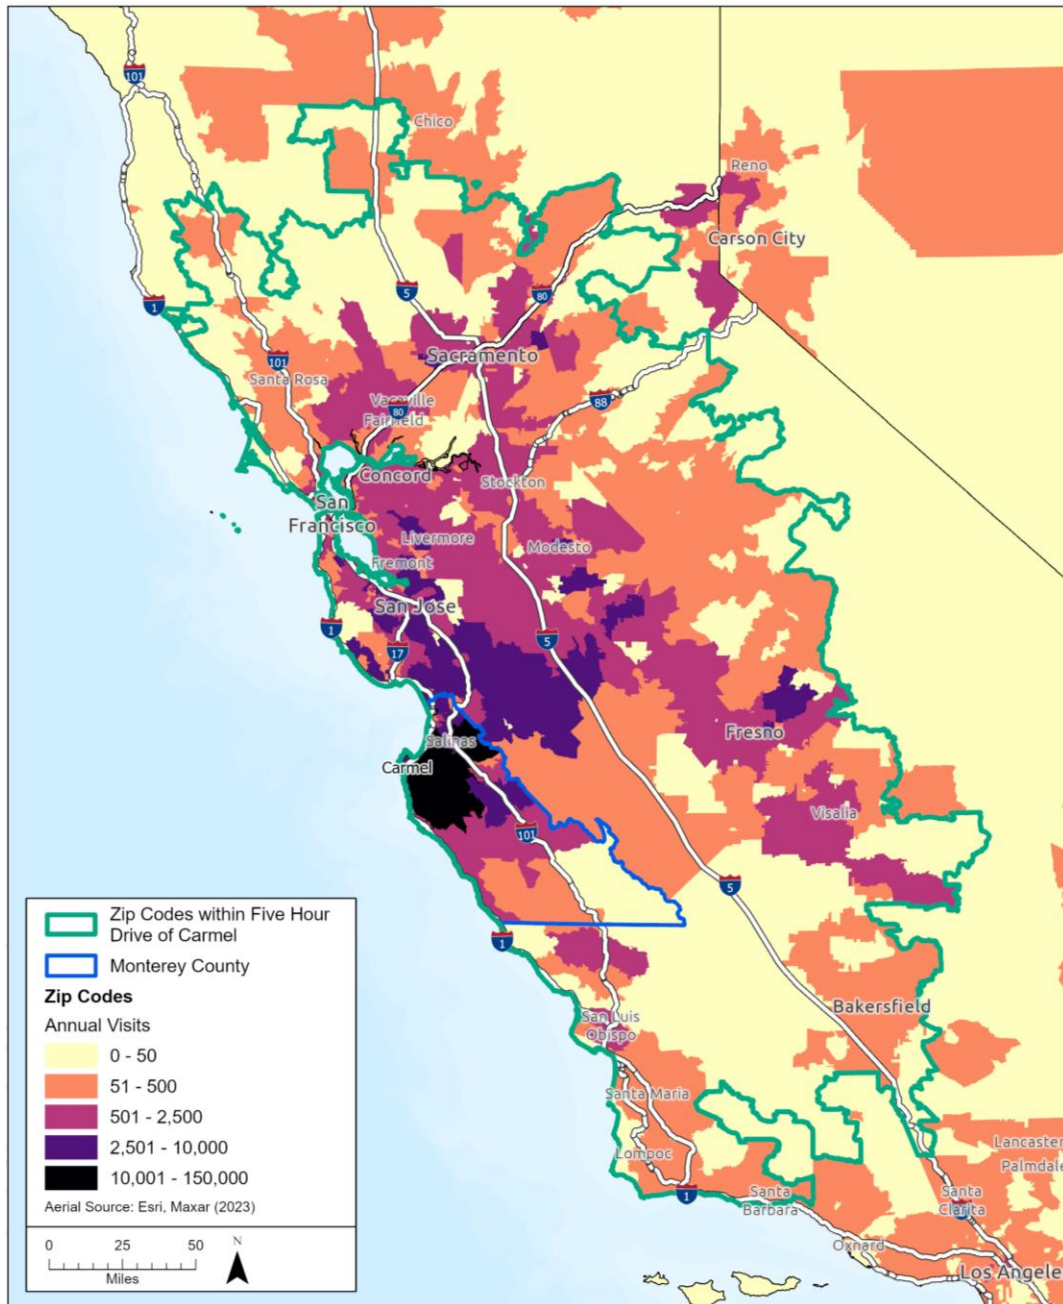 101
Chico
Reno
Carson City
80
5
1
Sacramento
101
Santa Rosa
88
Vacaville
80
Fairfield
Concord
Stockton
San
Francisco
Livermore
Modesto
Fremont
San Jose
1
5
17
Fresno
Salinas
Carmel
Visalia
101
5
1
Bakersfield
San Luis
Obispo
Santa Maria
Lancaster
Palmdale
Lompoc
1
Santa
Barbara
Santa
Clarita
Oxnard
Los Angele
Zip Codes within Five Hour
Drive of Carmel
Monterey County
Zip Codes
Annual Visits
0 - 50
51 - 500
501 - 2,500
2,501 - 10,000
10,001 - 150,000
Aerial Source: Esri, Maxar (2023)
0 25 50
Miles
N